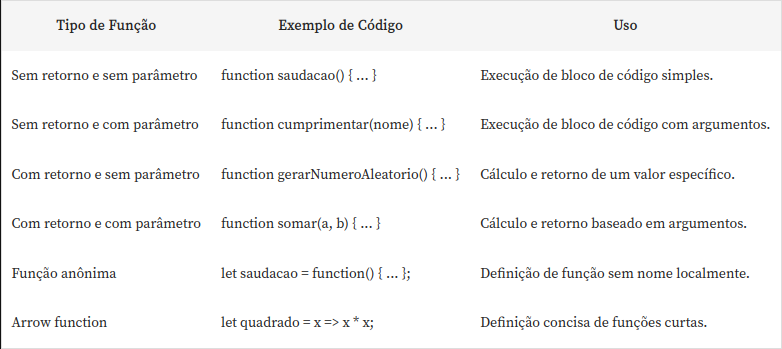 Tipo de Função Exemplo de Código Uso
Sem retorno e sem parâmetro function saudacao() { ... } Execução de bloco de código simples.
Sem retorno e com parâmetro function cumprimentar(nome) { ... } Execução de bloco de código com argumentos.
Com retorno e sem parâmetro function gerarNumeroAleatorio() { ... } Cálculo e retorno de um valor específico.
Com retorno e com parâmetro function somar(a, b) { ... } Cálculo e retorno baseado em argumentos.
Função anônima let saudacao = function() { ... }; Definição de função sem nome localmente.
Arrow function let quadrado = x => x * x; Definição concisa de funções curtas.